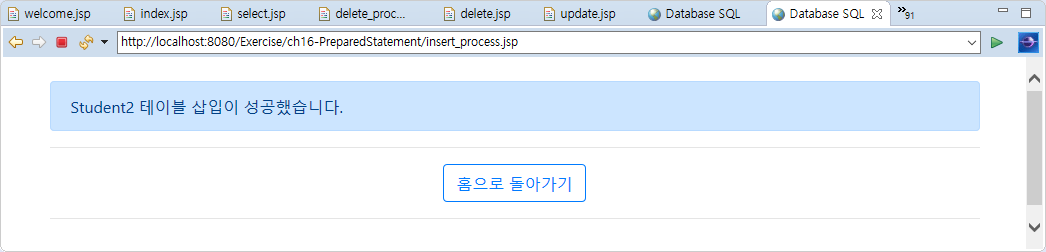 welcome.jsp index.jsp select.jsp delete_proc... delete.jsp update.jsp Database SQL Database SQL »91
http://localhost:8080/Exercise/ch16-PreparedStatement/insert_process.jsp
Student2 테이블 삽입이 성공했습니다.
홈으로 돌아가기